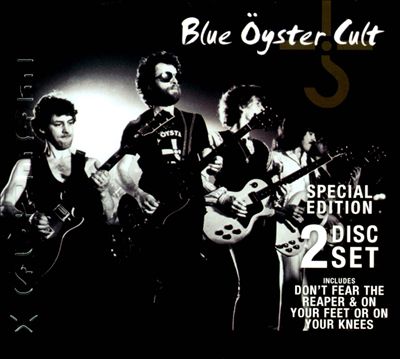 Blue Öyster Cult
ÖYST
SPECIAL
EDITION
2 DISC
SET
INCLUDES
DON'T FEAR THE
REAPER & ON
YOUR FEET OR ON
YOUR KNEES